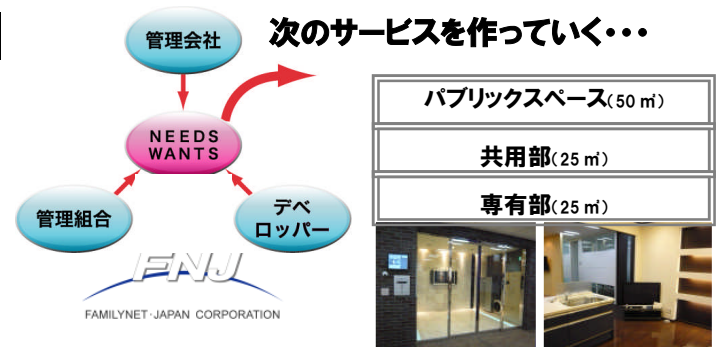 管理会社
次のサービスを作っていく・・・
NEEDS
WANTS
管理組合
デベ
ロッパー
パブリックスペース（50㎡）
共用部（25㎡）
専有部（25㎡）
FNJ
FAMILYNET・JAPAN CORPORATION